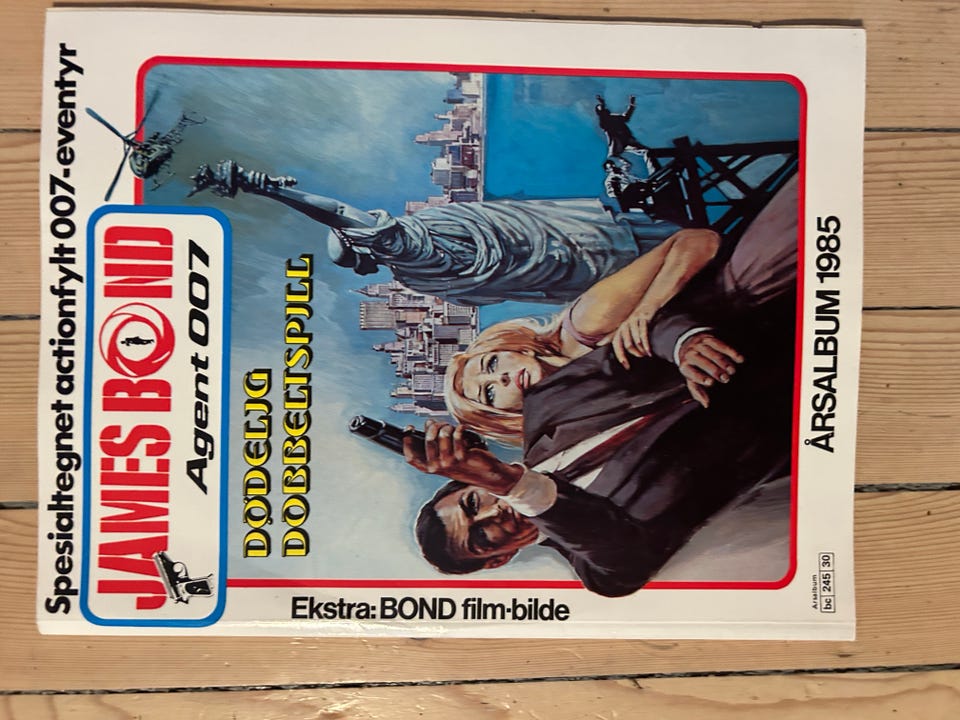 Spesialtegnet actionfylt 007-eventyr
JAMES BOND
Agent 007
DØDELIG
DOBBELTSPILL
Ekstra: BOND film-bilde
ÅRSALBUM 1985
Årsalbum
bc 245 30